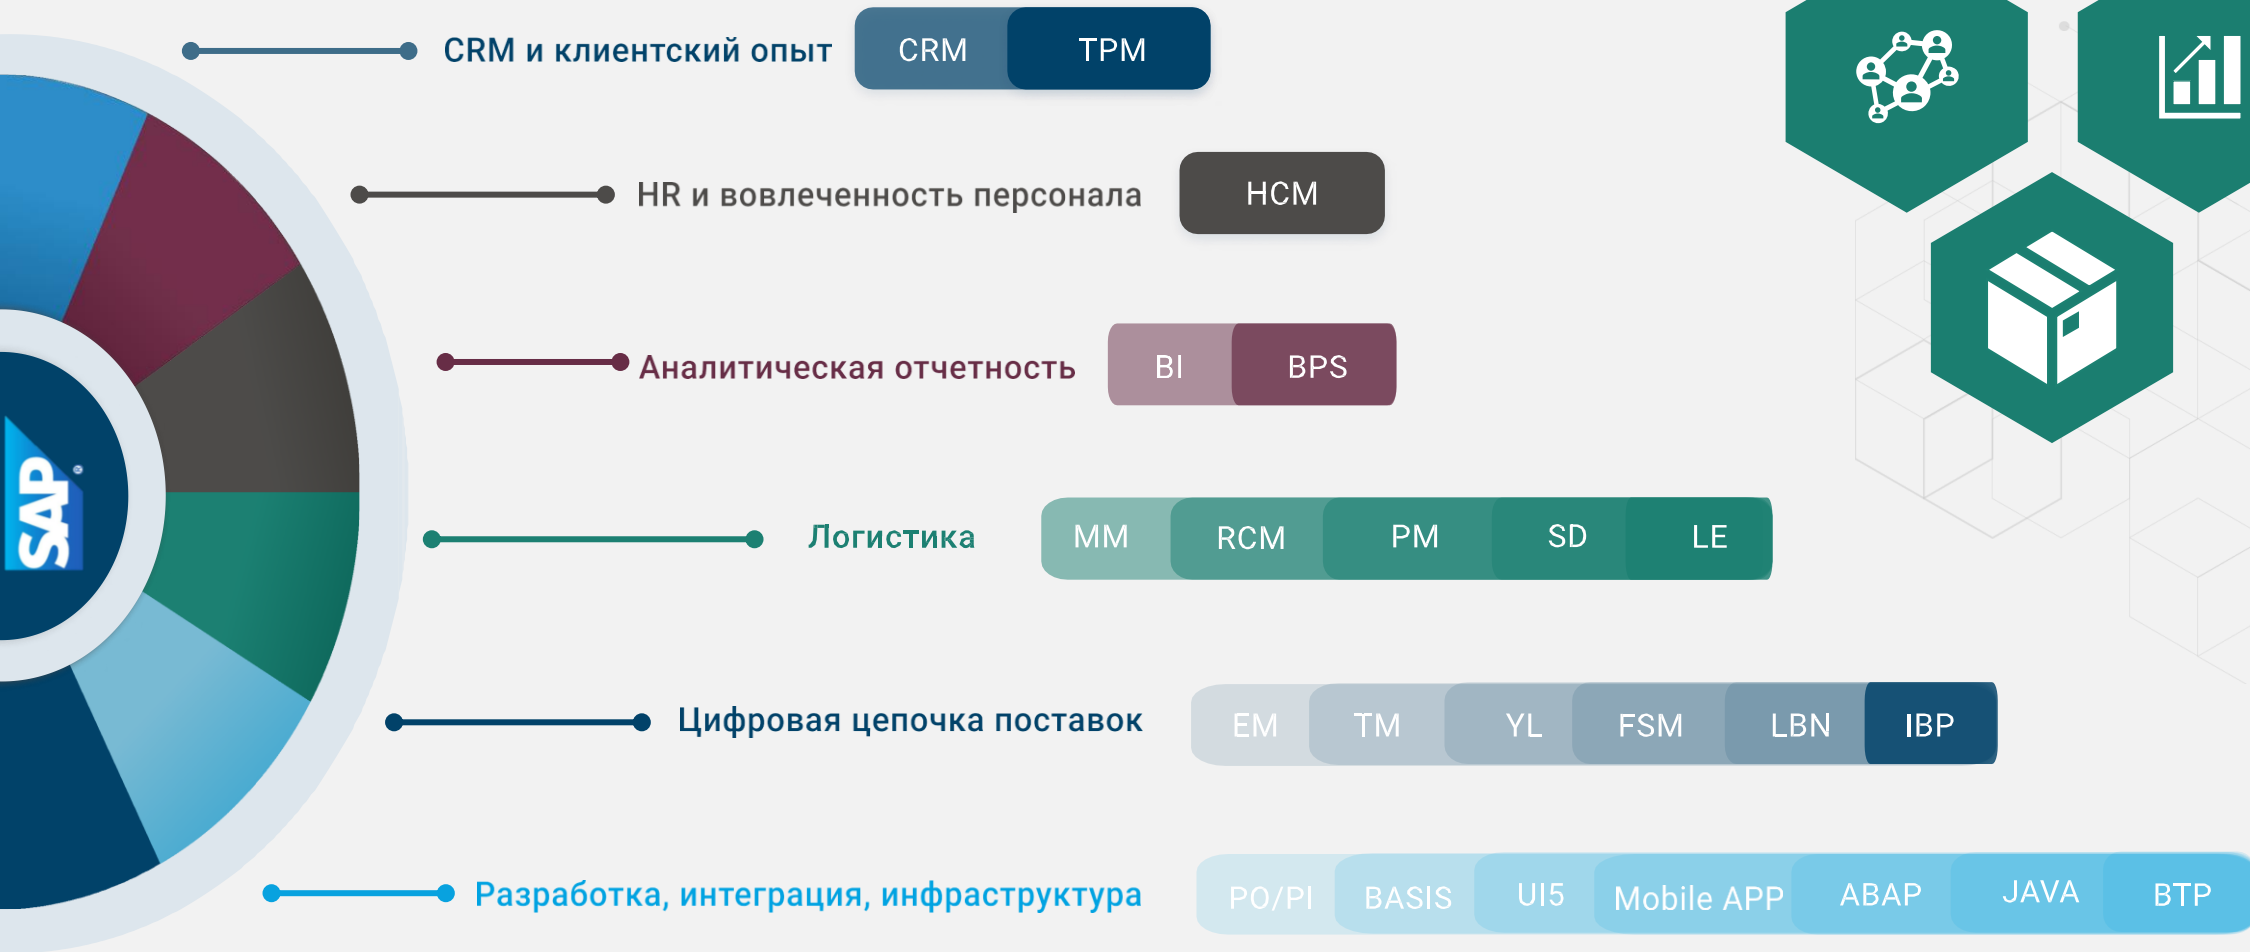 CRM и клиентский опыт CRM TPM
HR и вовлеченность персонала HCM
Аналитическая отчетность BI BPS
SAP®
Логистика MM RCM PM SD LE
Цифровая цепочка поставок EM TM YL FSM LBN IBP
Разработка, интеграция, инфраструктура PO/PI BASIS UI5 Mobile APP ABAP JAVA BTP